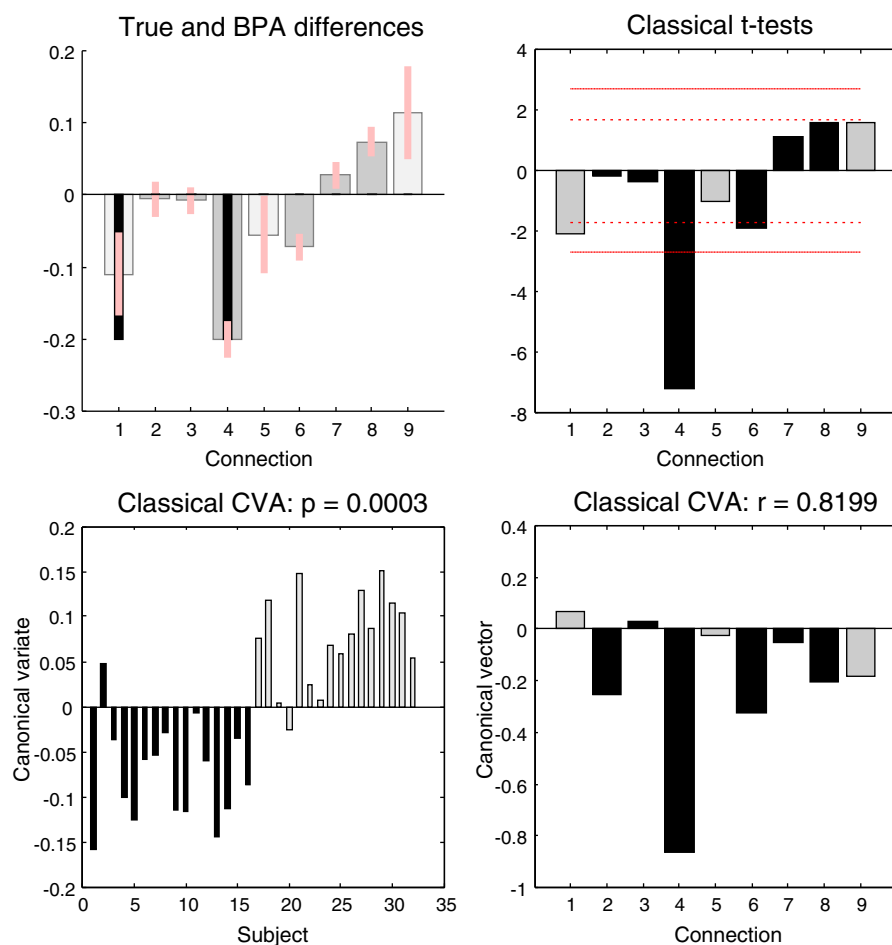 True and BPA differences
0.2
0.1
0
-0.1
-0.2
-0.3
1 2 3 4 5 6 7 8 9
Connection
Classical t-tests
4
2
0
-2
-4
-6
-8
1 2 3 4 5 6 7 8 9
Connection
Classical CVA: p = 0.0003
Canonical variate
0.2
0.15
0.1
0.05
0
-0.05
-0.1
-0.15
-0.2
0 5 10 15 20 25 30 35
Subject
Classical CVA: r = 0.8199
Canonical vector
0.4
0.2
0
-0.2
-0.4
-0.6
-0.8
-1
1 2 3 4 5 6 7 8 9
Connection